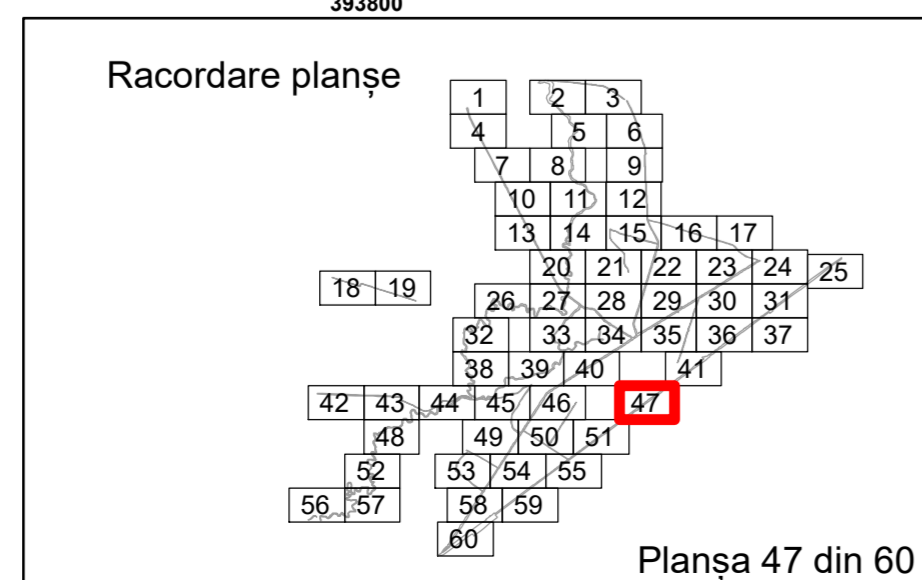 393800
Racordare planșe
1 2 3
4 5 6
7 8 9
10 11 12
13 14 15 16 17
20 21 22 23 24 25
18 19
26 27 28 29 30 31
32 33 34 35 36 37
38 39 40 41
42 43 44 45 46 47
48 49 50 51
52 53 54 55
56 57 58 59
60
Planșa 47 din 60